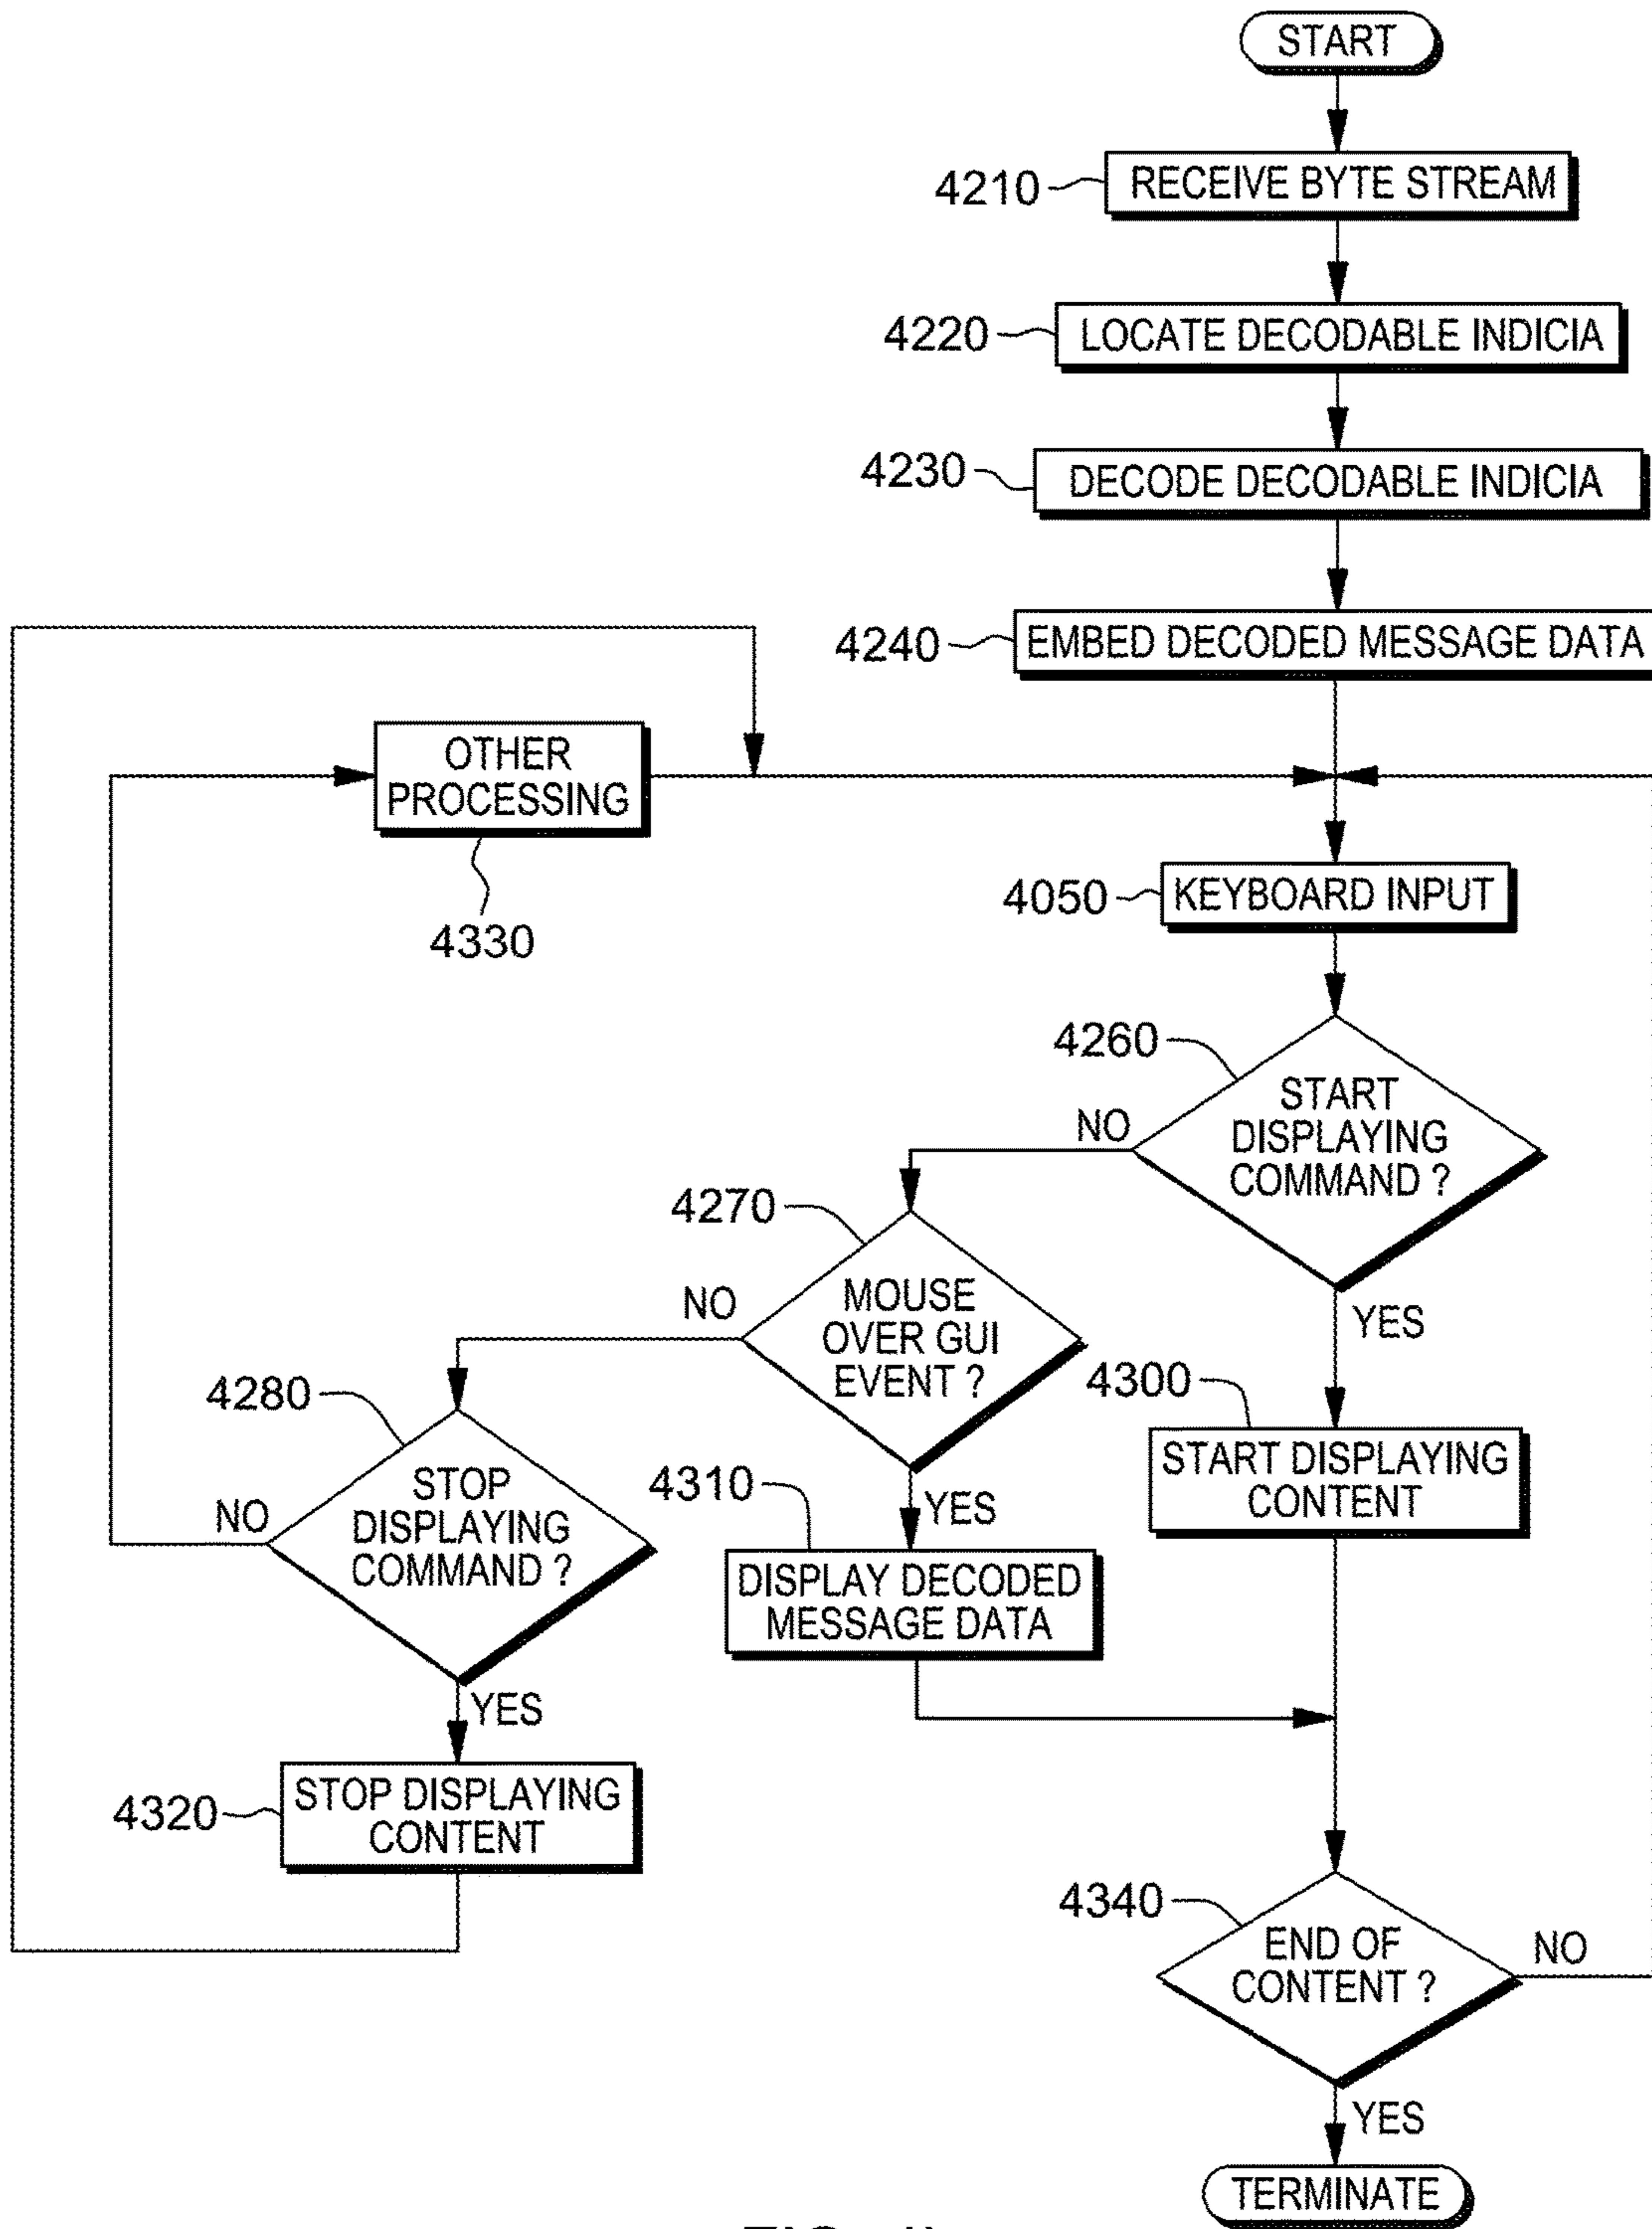 START
4210
RECEIVE BYTE STREAM
4220
LOCATE DECODABLE INDICIA
4230
DECODE DECODABLE INDICIA
4240
EMBED DECODED MESSAGE DATA
OTHER
PROCESSING
4330
4050
KEYBOARD INPUT
4260
START
DISPLAYING
COMMAND ?
NO
YES
4270
MOUSE
OVER GUI
EVENT ?
NO
YES
4280
STOP
DISPLAYING
COMMAND ?
NO
YES
4300
START DISPLAYING
CONTENT
4310
DISPLAY DECODED
MESSAGE DATA
4320
STOP DISPLAYING
CONTENT
4340
END OF
CONTENT ?
NO
YES
TERMINATE